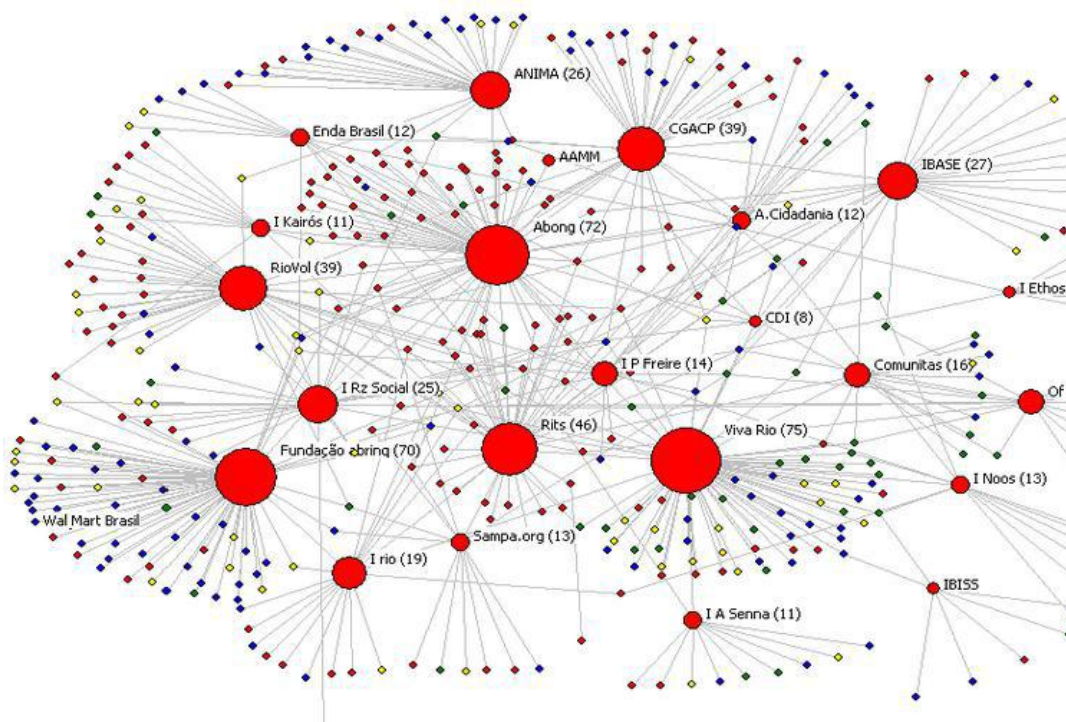 ANIMA (26)
CGACP (39)
Enda Brasil (12)
AAMM
IBASE (27)
I Kairós (11)
Abong (72)
A.Cidadania (12)
RioVol (39)
I Ethos
CDI (8)
I P Freire (14)
Comunitas (16)
I Rz Social (25)
Of
Rits (46)
Viva Rio (75)
Fundação abrinq (70)
I Noos (13)
Wal Mart Brasil
Sampa.org (13)
I rio (19)
IBISS
I A Senna (11)